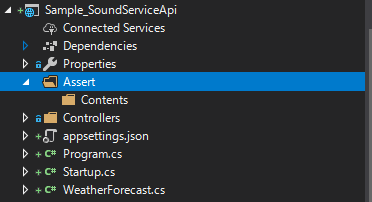 Sample_SoundServiceApi
Connected Services
Dependencies
Properties
Assert
Contents
Controllers
appsettings.json
C# Program.cs
C# Startup.cs
C# WeatherForecast.cs